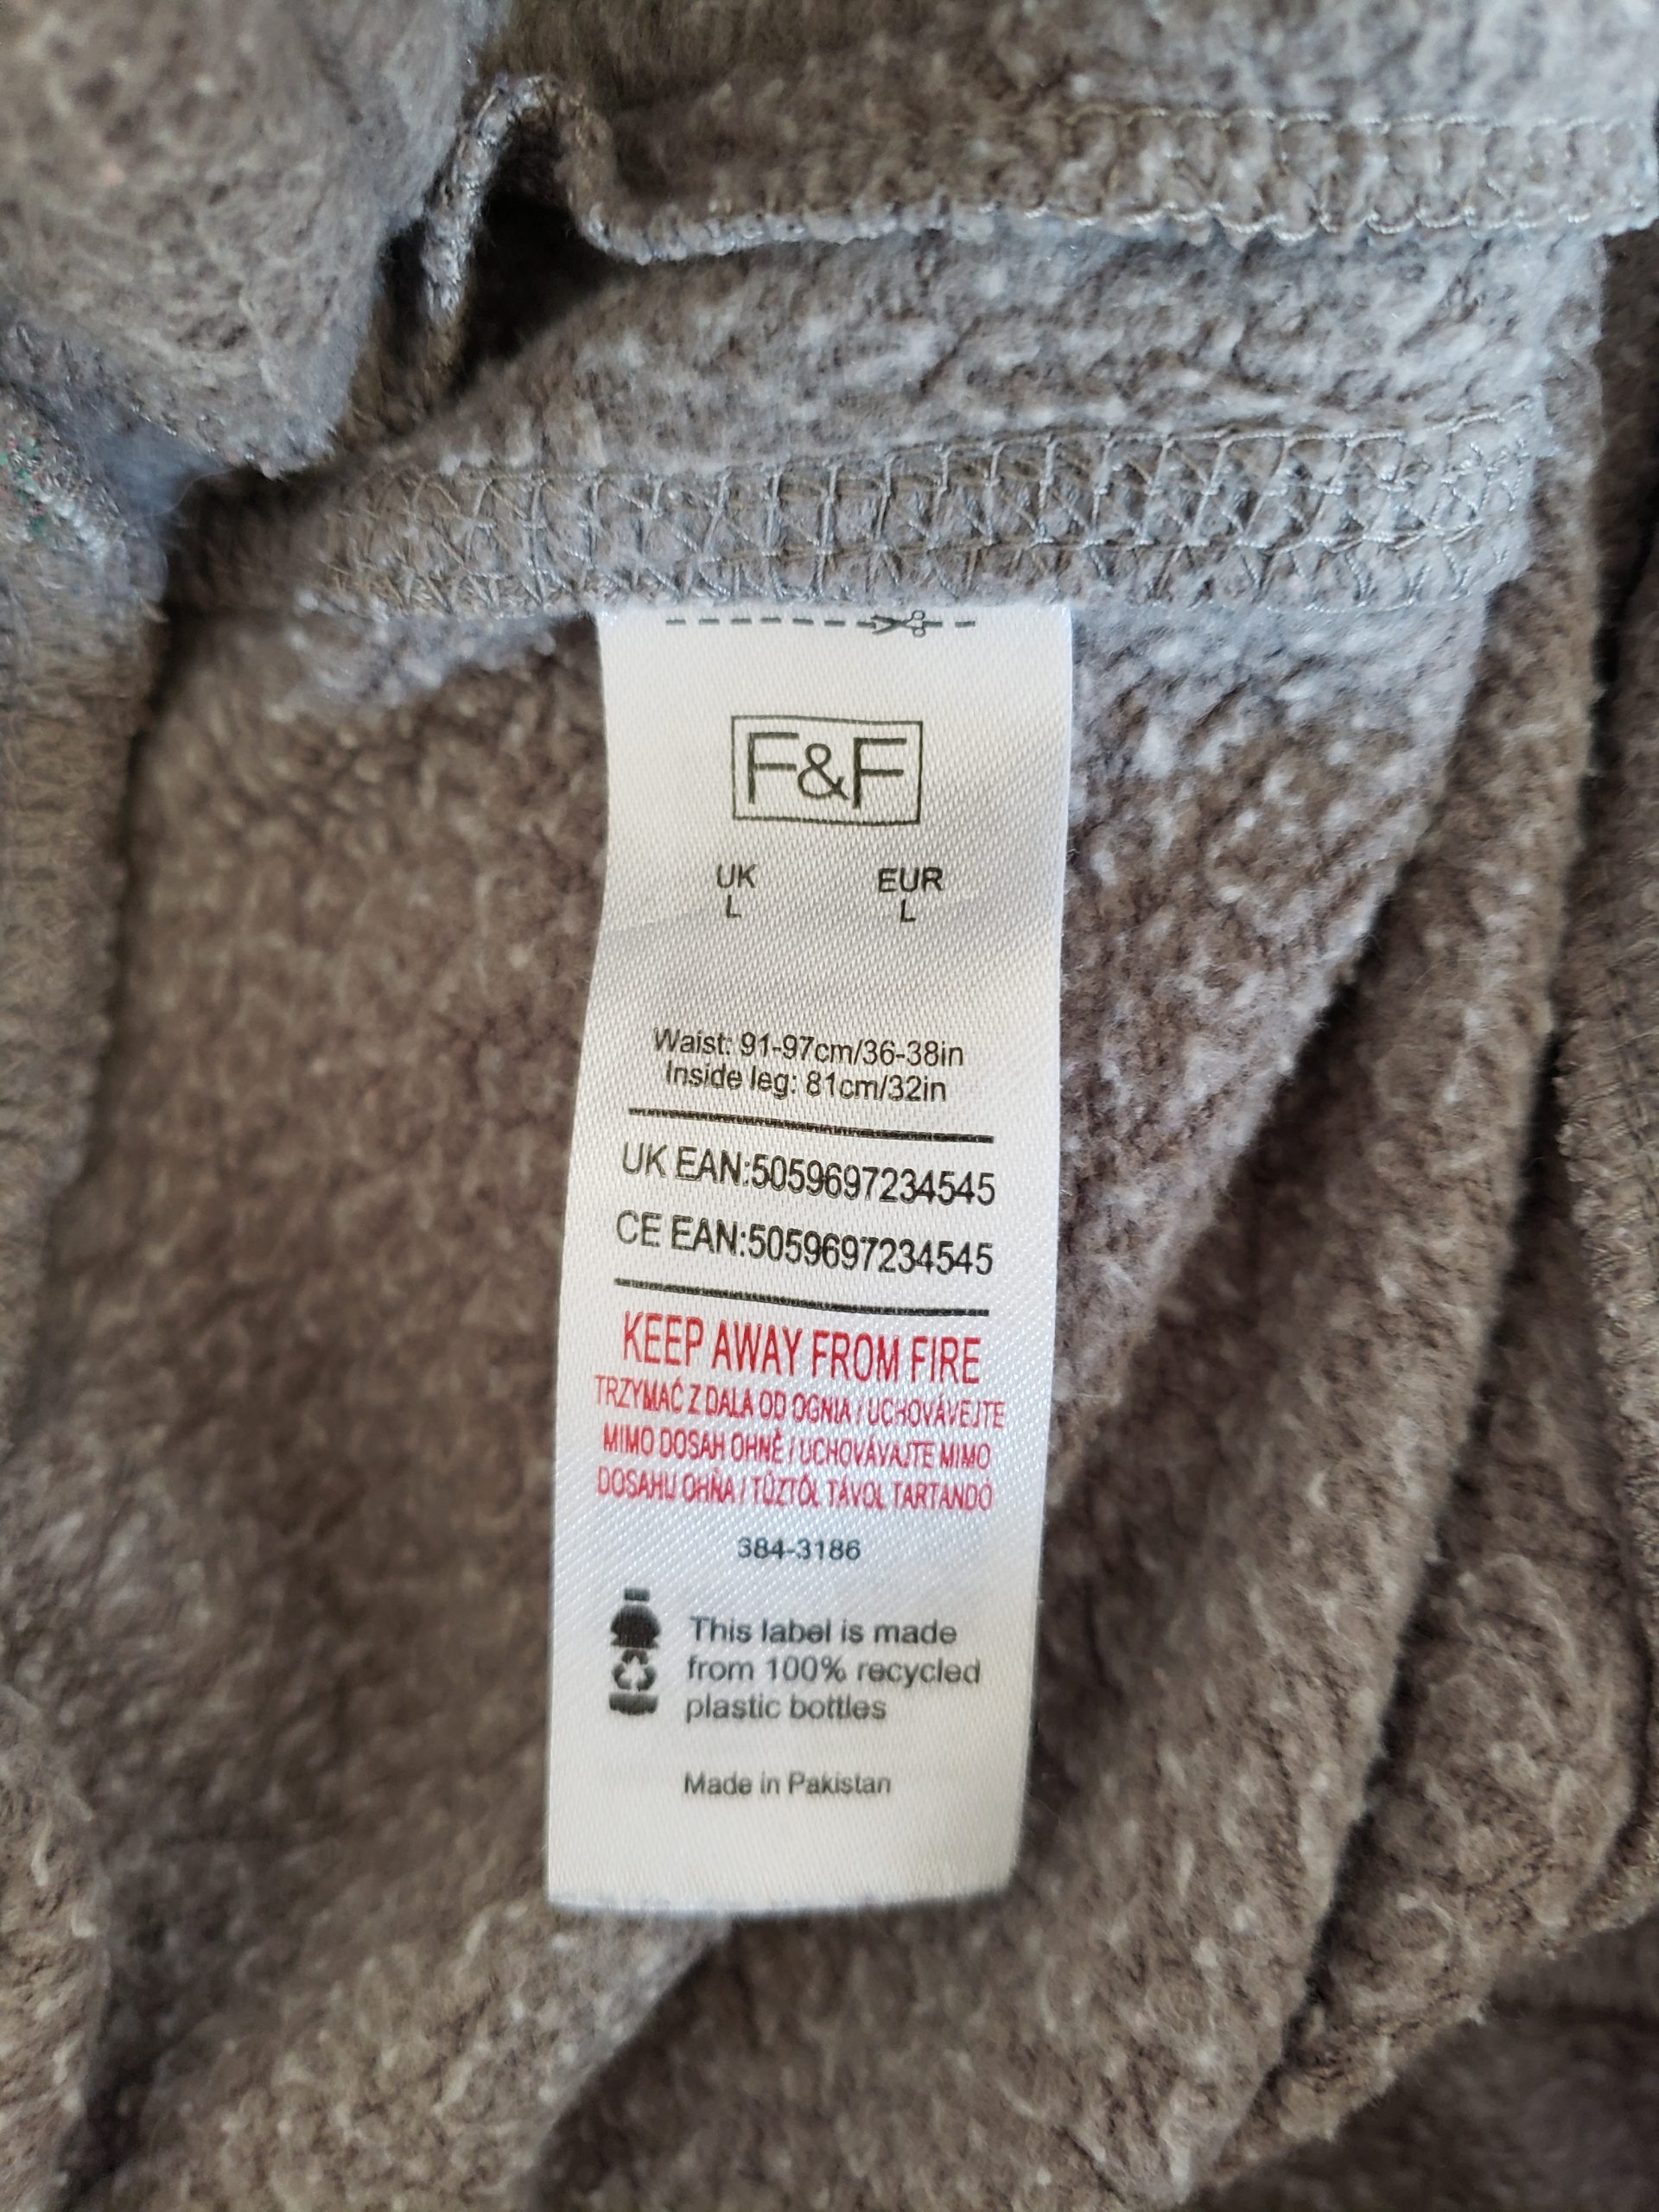 F&F
UK EUR
L L
Waist: 91-97cm/36-38in
Inside leg: 81cm/32in
UK EAN:5059697234545
CE EAN:5059697234545
KEEP AWAY FROM FIRE
TRZYMAĆ Z DALA OD OGNIA / UCHOVÁVEJTE
MIMO DOSAH OHNĚ / UCHOVÁVAJTE MIMO
DOSAHU OHŇA / TŰZTŐL TÁVOL TARTANDÓ
384-3186
This label is made
from 100% recycled
plastic bottles
Made in Pakistan